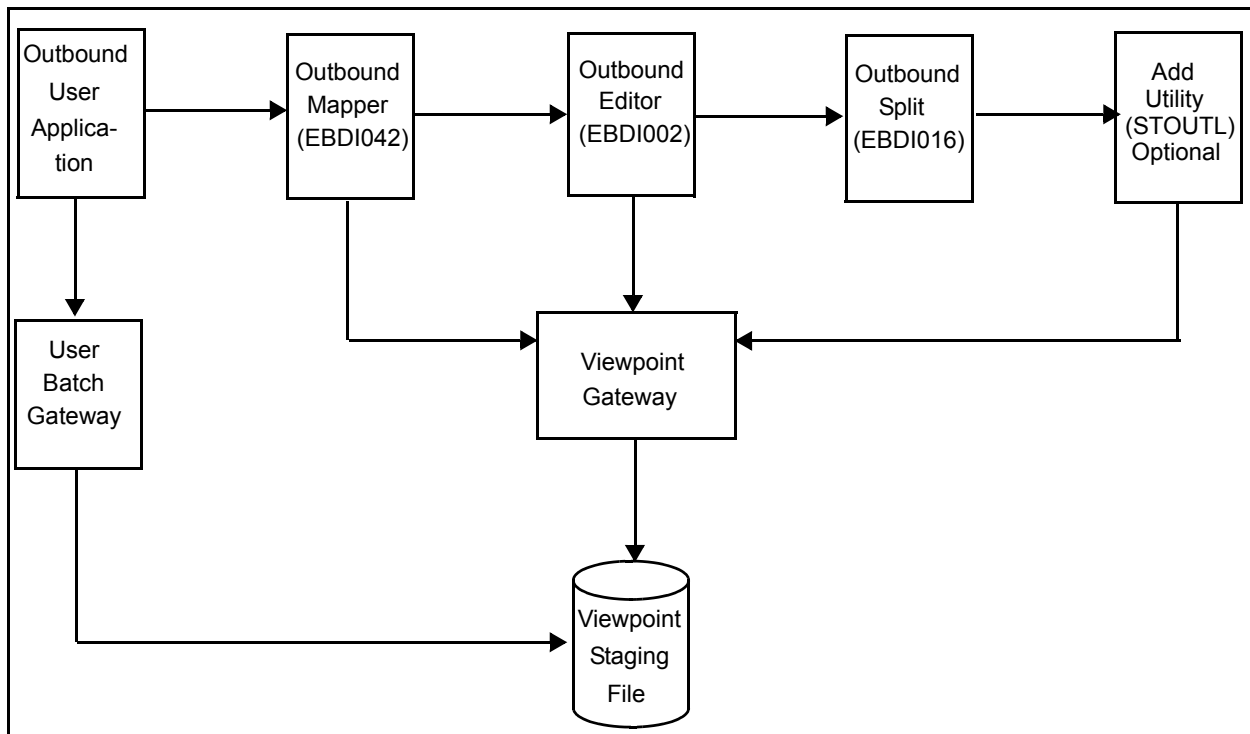 Outbound
User
Applica-
tion
Outbound
Mapper
(EBDI042)
Outbound
Editor
(EBDI002)
Outbound
Split
(EBDI016)
Add
Utility
(STOUTL)
Optional
User
Batch
Gateway
Viewpoint
Gateway
Viewpoint
Staging
File